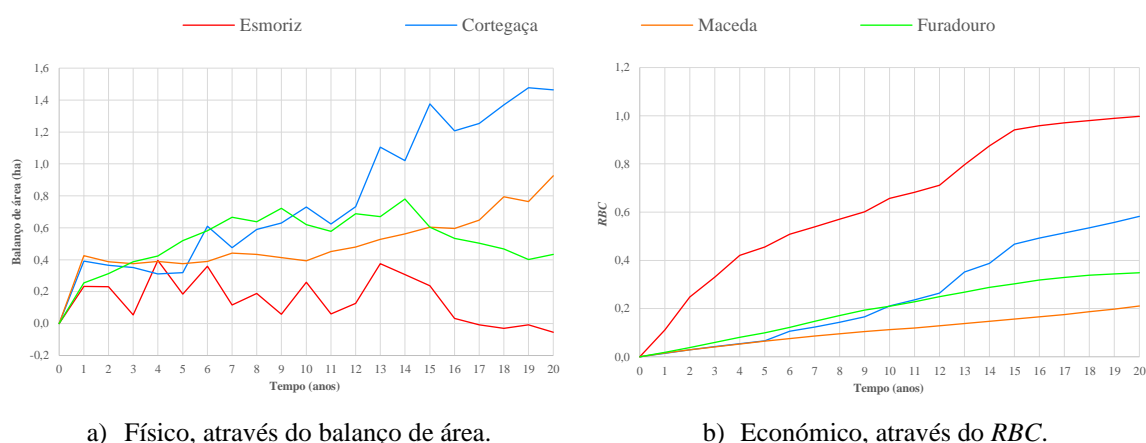 Esmoriz Cortegaça Maceda Furadouro
1,6
1,4
1,2
1,0
0,8
0,6
0,4
0,2
0,0
-0,2
Balanço de área (ha)
0 1 2 3 4 5 6 7 8 9 10 11 12 13 14 15 16 17 18 19 20
Tempo (anos)
1,2
1,0
0,8
0,6
0,4
0,2
0,0
RBC
0 1 2 3 4 5 6 7 8 9 10 11 12 13 14 15 16 17 18 19 20
Tempo (anos)
a) Físico, através do balanço de área.
b) Económico, através do RBC.